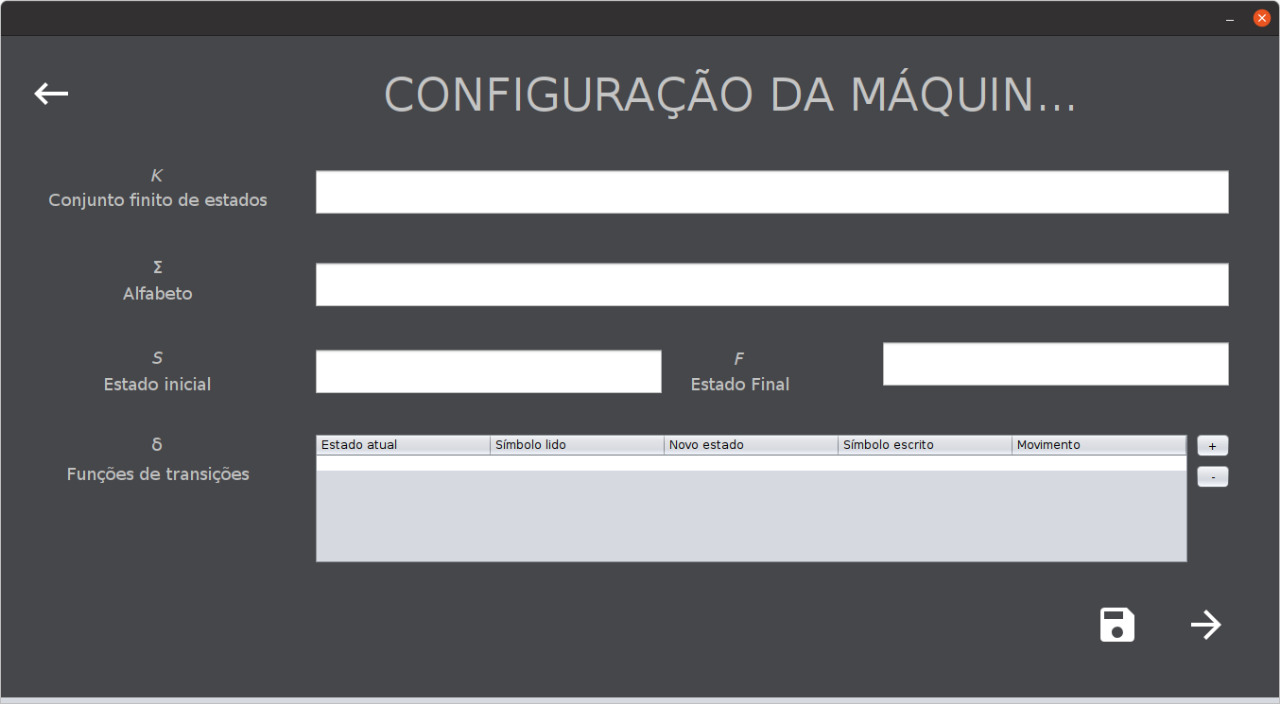 CONFIGURAÇÃO DA MÁQUIN...
K
Conjunto finito de estados
Σ
Alfabeto
S
Estado inicial
F
Estado Final
δ
Funções de transições
Estado atual Símbolo lido Novo estado Símbolo escrito Movimento
+
-